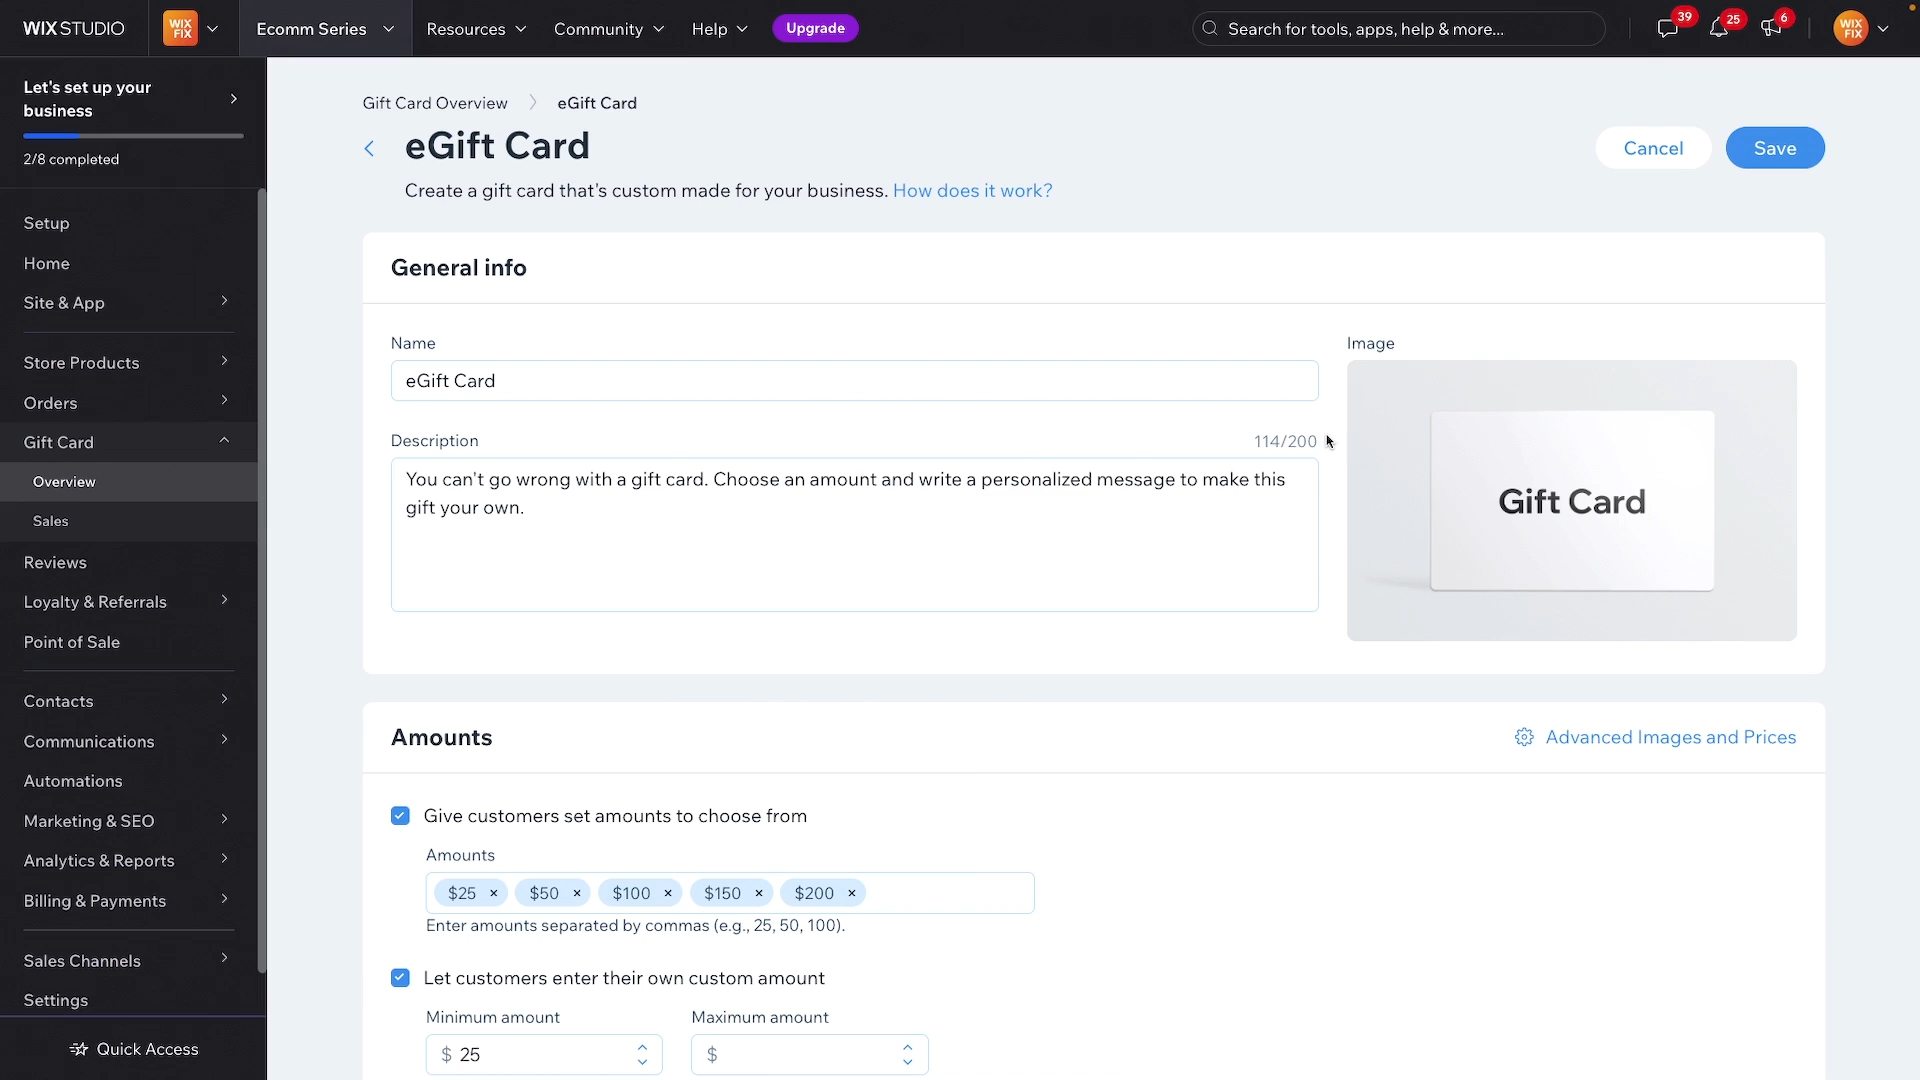 WIX STUDIO
WIX
FIX
Ecomm Series
Resources
Community
Help
Upgrade
Search for tools, apps, help & more...
39
25
6
WIX
FIX
Let's set up your
business
2/8 completed
Setup
Home
Site & App
Store Products
Orders
Gift Card
Overview
Sales
Reviews
Loyalty & Referrals
Point of Sale
Contacts
Communications
Automations
Marketing & SEO
Analytics & Reports
Billing & Payments
Sales Channels
Settings
Quick Access
Gift Card Overview
eGift Card
eGift Card
Cancel
Save
Create a gift card that's custom made for your business. How does it work?
General info
Name
eGift Card
Description
114/200
You can't go wrong with a gift card. Choose an amount and write a personalized message to make this
gift your own.
Image
Gift Card
Amounts
Advanced Images and Prices
Give customers set amounts to choose from
Amounts
$25 × $50 × $100 × $150 × $200 ×
Enter amounts separated by commas (e.g., 25, 50, 100).
Let customers enter their own custom amount
Minimum amount
Maximum amount
$ 25
$